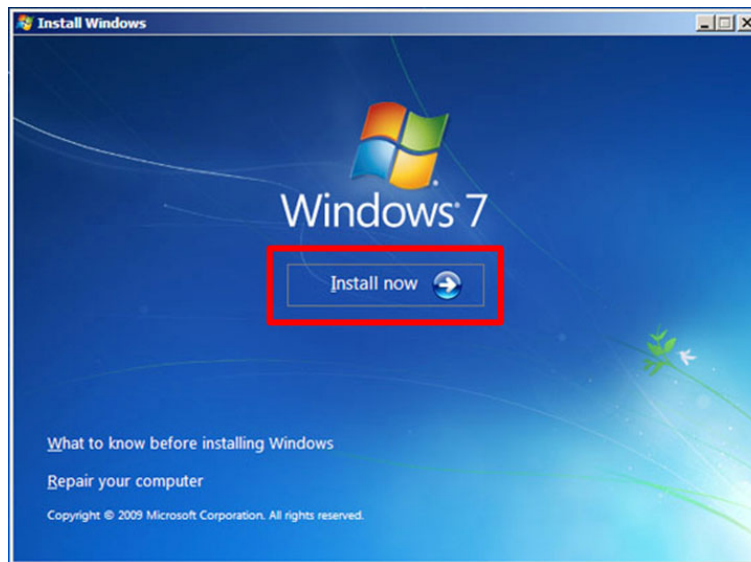 Install Windows
Windows® 7
Install now
What to know before installing Windows
Repair your computer
Copyright © 2009 Microsoft Corporation. All rights reserved.